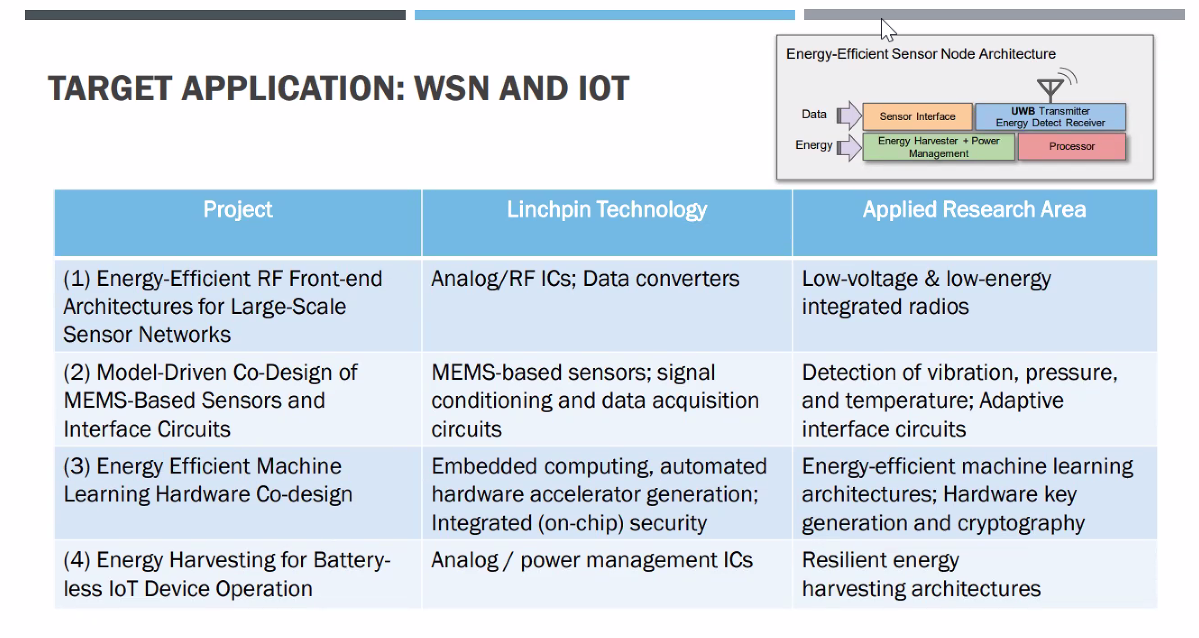 TARGET APPLICATION: WSN AND IOT
Energy-Efficient Sensor Node Architecture
Data
Sensor Interface
UWB Transmitter
Energy Detect Receiver
Energy
Energy Harvester + Power
Management
Processor
Project
Linchpin Technology
Applied Research Area
(1) Energy-Efficient RF Front-end
Architectures for Large-Scale
Sensor Networks
Analog/RF ICs; Data converters
Low-voltage & low-energy
integrated radios
(2) Model-Driven Co-Design of
MEMS-Based Sensors and
Interface Circuits
MEMS-based sensors; signal
conditioning and data acquisition
circuits
Detection of vibration, pressure,
and temperature; Adaptive
interface circuits
(3) Energy Efficient Machine
Learning Hardware Co-design
Embedded computing, automated
hardware accelerator generation;
Integrated (on-chip) security
Energy-efficient machine learning
architectures; Hardware key
generation and cryptography
(4) Energy Harvesting for Battery-
less IoT Device Operation
Analog / power management ICs
Resilient energy
harvesting architectures